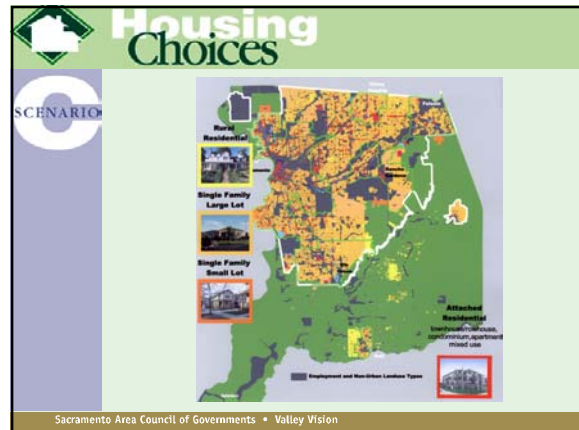 Housing
Choices
SCENARIO
C
Folsom
Rural
Residential
Single Family
Large Lot
Single Family
Small Lot
Attached
Residential
townhouse/rowhouse,
condominium,apartment
mixed use
Employment and Non-Urban Landuse Types
Sacramento Area Council of Governments • Valley Vision